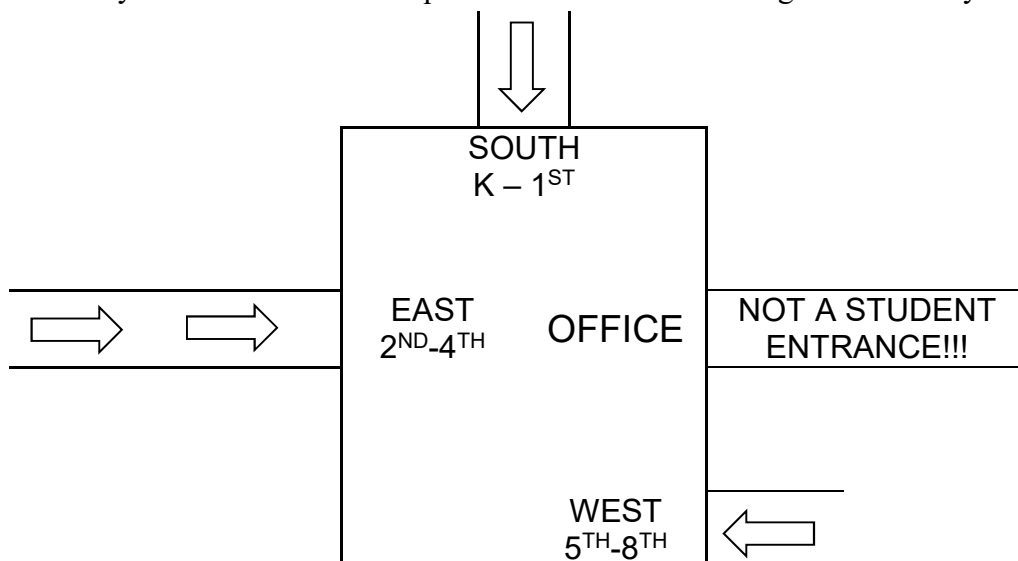 SOUTH
K – 1ST
EAST
2ND-4TH
OFFICE
NOT A STUDENT
ENTRANCE!!!
WEST
5TH-8TH